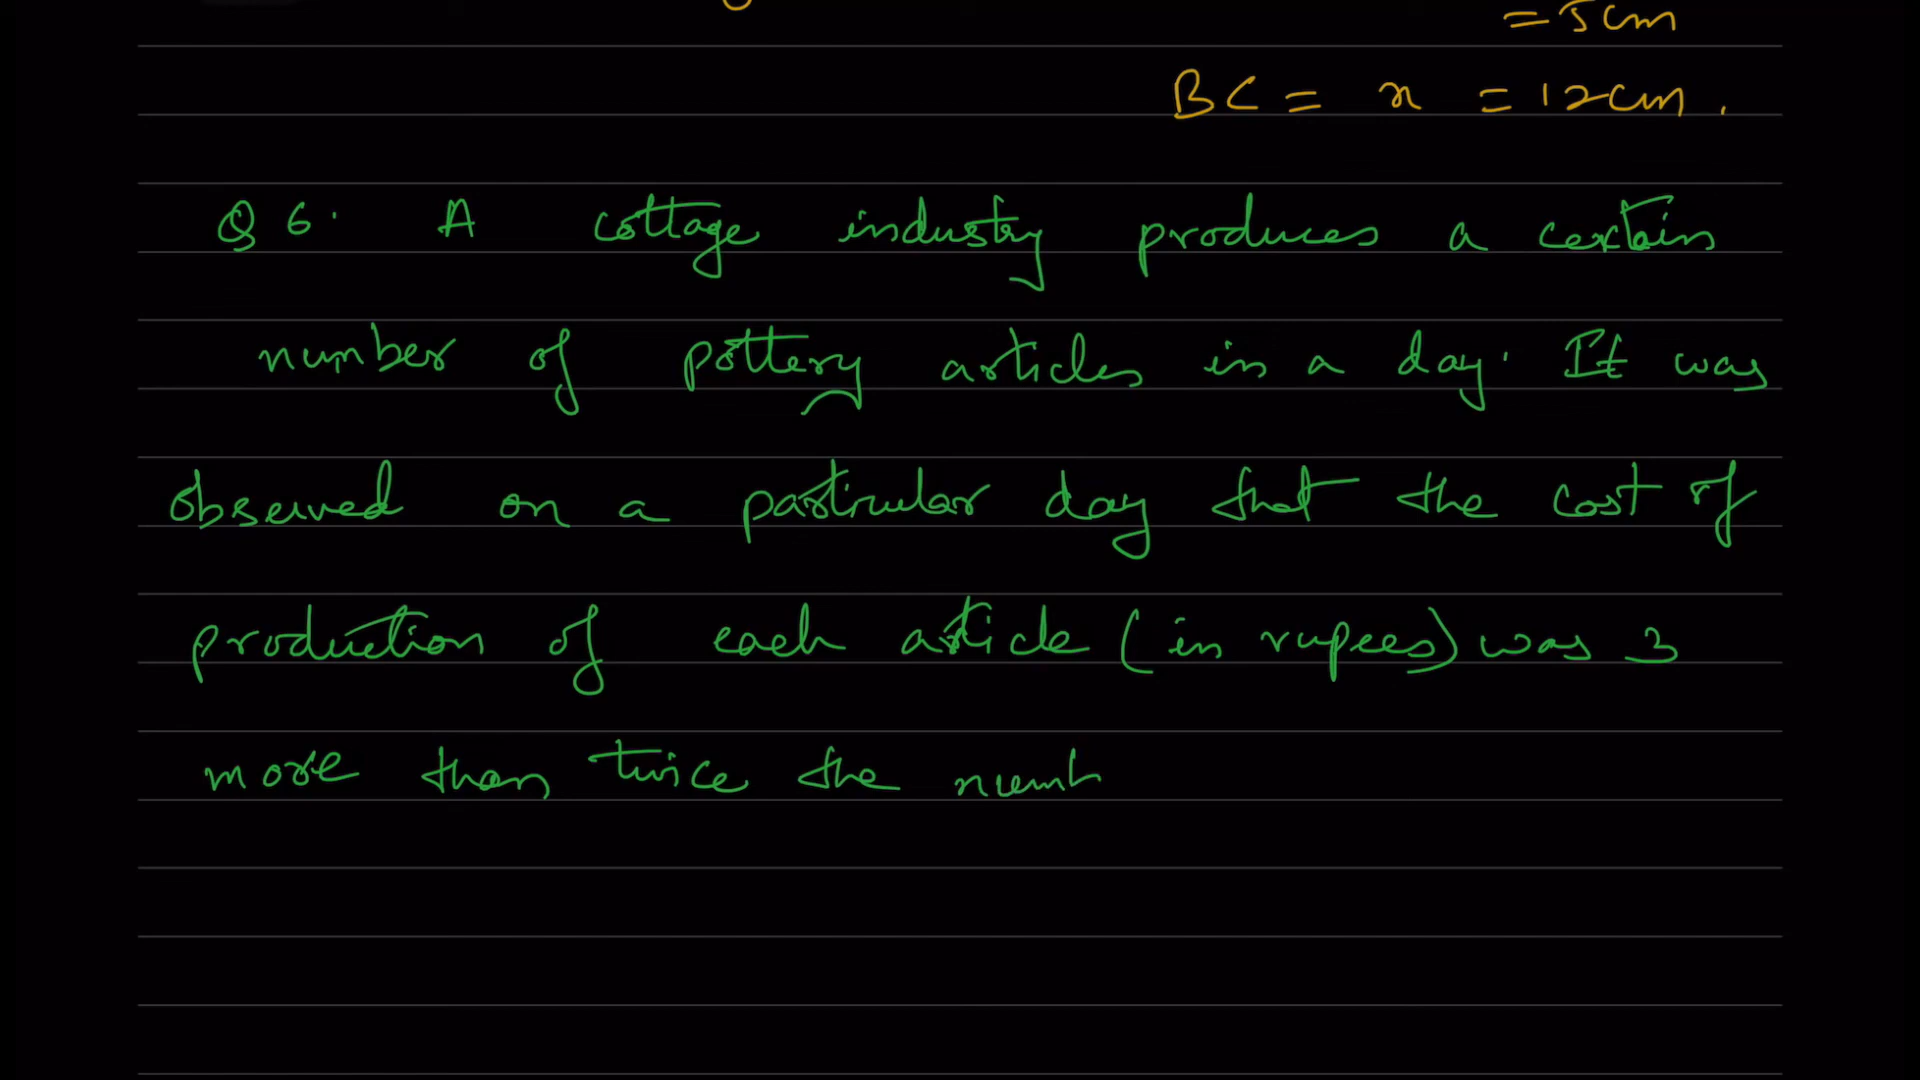 = 5cm
BC = x = 12cm.
Q 6. A cottage industry produces a certain
number of pottery articles in a day. It was
observed on a particular day that the cost of
production of each article (in rupees) was 3
more than twice the numb